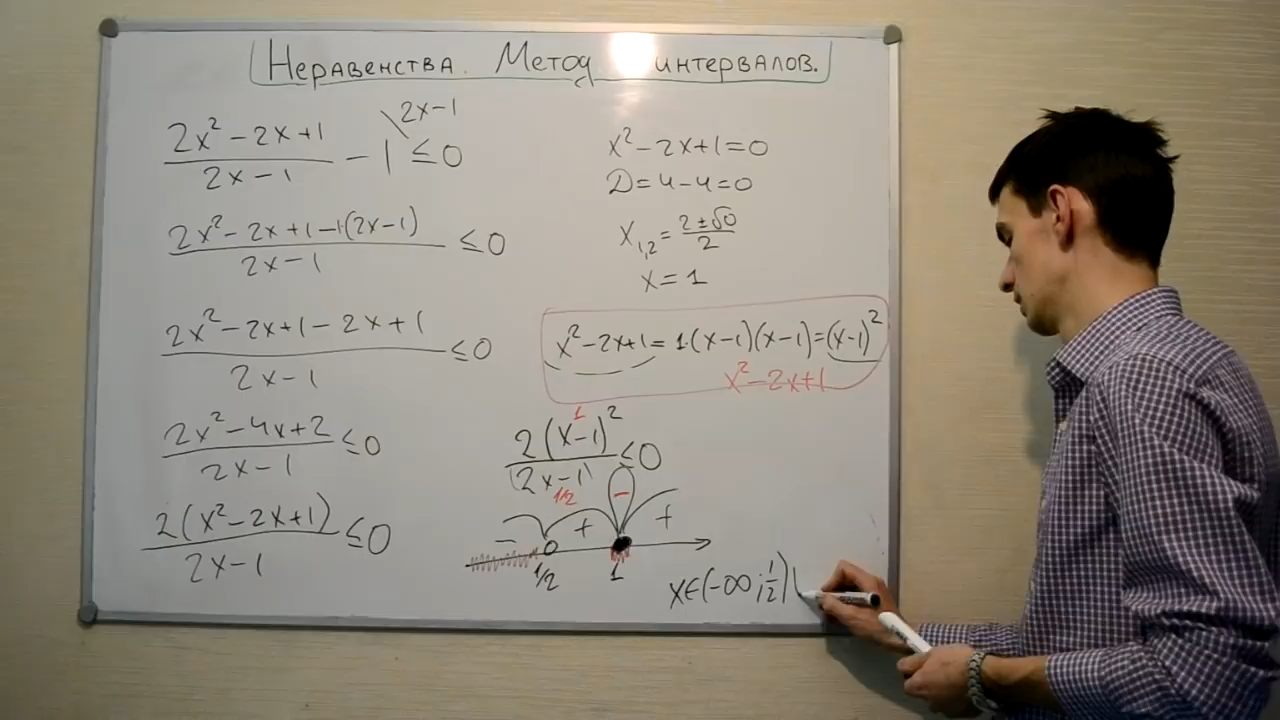 Неравенства. Метод интервалов.
2x-1
2x² - 2x + 1 / 2x - 1 - 1 ≤ 0
2x² - 2x + 1 - 1(2x-1) / 2x - 1 ≤ 0
2x² - 2x + 1 - 2x + 1 / 2x - 1 ≤ 0
2x² - 4x + 2 / 2x - 1 ≤ 0
2(x² - 2x + 1) / 2x - 1 ≤ 0
x² - 2x + 1 = 0
D = 4 - 4 = 0
x₁,₂ = 2 ± √0 / 2
x = 1
x² - 2x + 1 = 1(x-1)(x-1) = (x-1)²
x² - 2x + 1
1
2(x-1)² / (2x-1) ≤ 0
1/2
- + - +
1/2 1
x∈(-∞; 1/2)